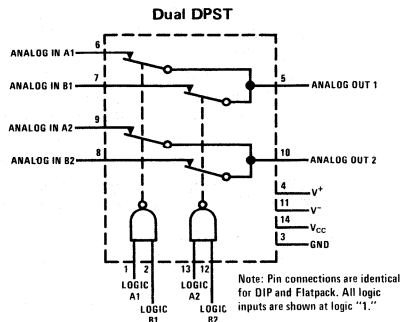 Dual DPST
6
ANALOG IN A1
7
5
ANALOG IN B1
ANALOG OUT 1
9
ANALOG IN A2
8
10
ANALOG IN B2
ANALOG OUT 2
4
V+
11
V−
14
VCC
3
GND
1 2 13 12
LOGIC A1
LOGIC A2
LOGIC B1
LOGIC B2
Note: Pin connections are identical
for DIP and Flatpack. All logic
inputs are shown at logic "1."